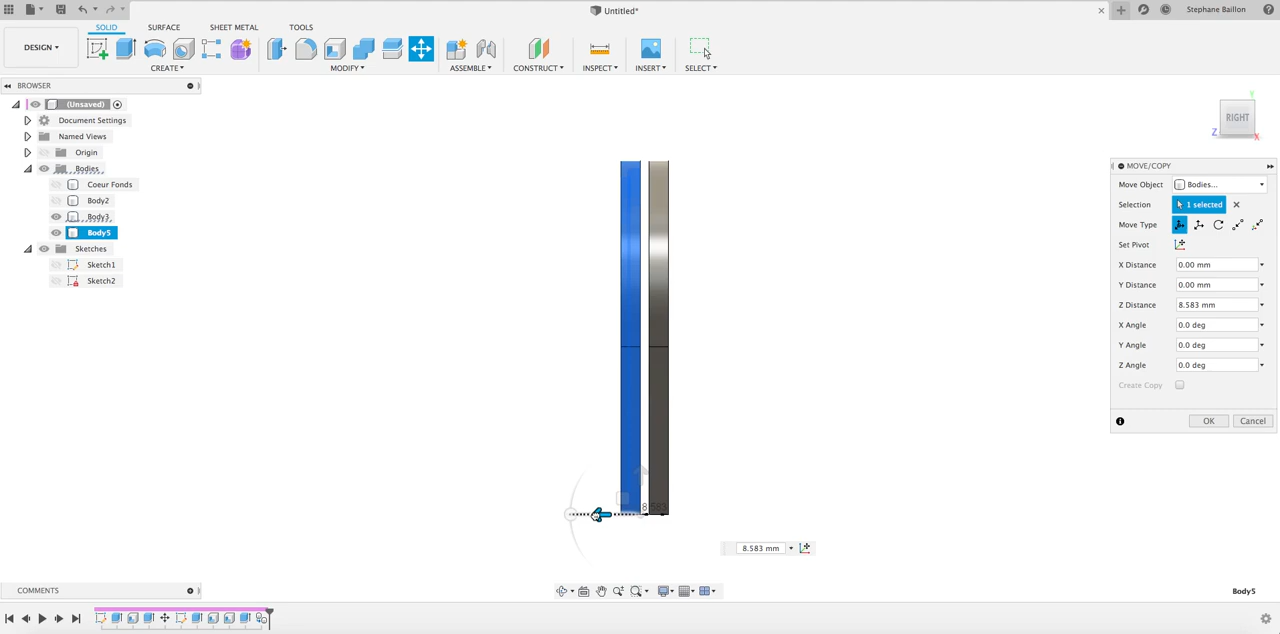 Untitled*
Stephane Baillon
DESIGN
SOLID SURFACE SHEET METAL TOOLS
CREATE MODIFY ASSEMBLE CONSTRUCT INSPECT INSERT SELECT
BROWSER
(Unsaved)
Document Settings
Named Views
Origin
Bodies
Coeur Fonds
Body2
Body3
Body5
Sketches
Sketch1
Sketch2
Y
RIGHT
Z
X
MOVE/COPY
Move Object Bodies...
Selection 1 selected
Move Type
Set Pivot
X Distance 0.00 mm
Y Distance 0.00 mm
Z Distance 8.583 mm
X Angle 0.0 deg
Y Angle 0.0 deg
Z Angle 0.0 deg
Create Copy
OK Cancel
8.583
8.583 mm
COMMENTS
Body5